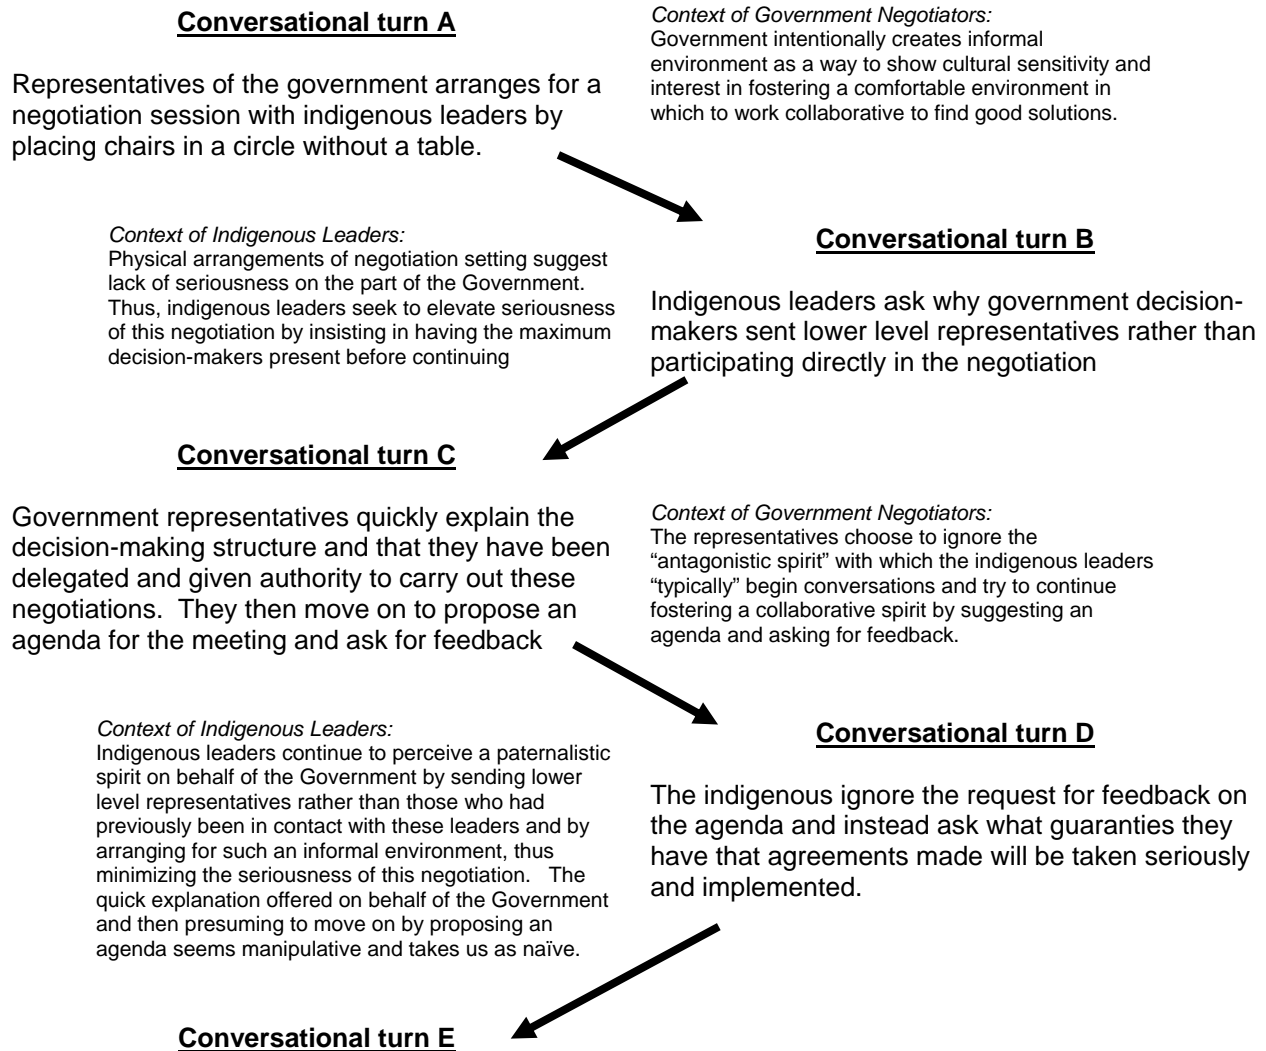 Conversational turn A
Representatives of the government arranges for a
negotiation session with indigenous leaders by
placing chairs in a circle without a table.
Context of Government Negotiators:
Government intentionally creates informal
environment as a way to show cultural sensitivity and
interest in fostering a comfortable environment in
which to work collaborative to find good solutions.
Context of Indigenous Leaders:
Physical arrangements of negotiation setting suggest
lack of seriousness on the part of the Government.
Thus, indigenous leaders seek to elevate seriousness
of this negotiation by insisting in having the maximum
decision-makers present before continuing
Conversational turn B
Indigenous leaders ask why government decision-
makers sent lower level representatives rather than
participating directly in the negotiation
Conversational turn C
Government representatives quickly explain the
decision-making structure and that they have been
delegated and given authority to carry out these
negotiations.  They then move on to propose an
agenda for the meeting and ask for feedback
Context of Government Negotiators:
The representatives choose to ignore the
“antagonistic spirit” with which the indigenous leaders
“typically” begin conversations and try to continue
fostering a collaborative spirit by suggesting an
agenda and asking for feedback.
Context of Indigenous Leaders:
Indigenous leaders continue to perceive a paternalistic
spirit on behalf of the Government by sending lower
level representatives rather than those who had
previously been in contact with these leaders and by
arranging for such an informal environment, thus
minimizing the seriousness of this negotiation.   The
quick explanation offered on behalf of the Government
and then presuming to move on by proposing an
agenda seems manipulative and takes us as naïve.
Conversational turn D
The indigenous ignore the request for feedback on
the agenda and instead ask what guaranties they
have that agreements made will be taken seriously
and implemented.
Conversational turn E